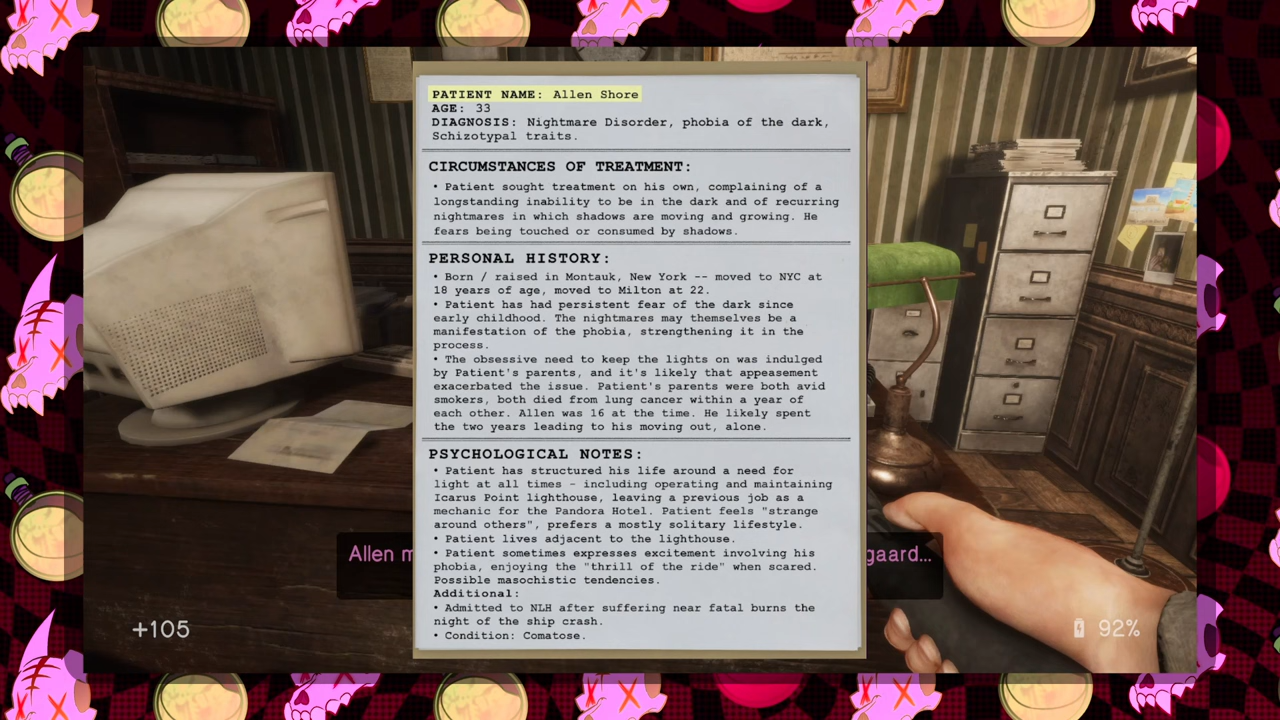 PATIENT NAME: Allen Shore
AGE: 33
DIAGNOSIS: Nightmare Disorder, phobia of the dark,
Schizotypal traits.
CIRCUMSTANCES OF TREATMENT:
• Patient sought treatment on his own, complaining of a
longstanding inability to be in the dark and of recurring
nightmares in which shadows are moving and growing. He
fears being touched or consumed by shadows.
PERSONAL HISTORY:
• Born / raised in Montauk, New York -- moved to NYC at
18 years of age, moved to Milton at 22.
• Patient has had persistent fear of the dark since
early childhood. The nightmares may themselves be a
manifestation of the phobia, strengthening it in the
process.
• The obsessive need to keep the lights on was indulged
by Patient's parents, and it's likely that appeasement
exacerbated the issue. Patient's parents were both avid
smokers, both died from lung cancer within a year of
each other. Allen was 16 at the time. He likely spent
the two years leading to his moving out, alone.
PSYCHOLOGICAL NOTES:
• Patient has structured his life around a need for
light at all times - including operating and maintaining
Icarus Point lighthouse, leaving a previous job as a
mechanic for the Pandora Hotel. Patient feels "strange
around others", prefers a mostly solitary lifestyle.
• Patient lives adjacent to the lighthouse.
• Patient sometimes expresses excitement involving his
phobia, enjoying the "thrill of the ride" when scared.
Possible masochistic tendencies.
Additional:
• Admitted to NLH after suffering near fatal burns the
night of the ship crash.
• Condition: Comatose.
Allen m
gaard...
+105
92%